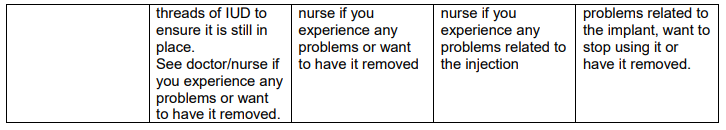 threads of IUD to
ensure it is still in
place.
See doctor/nurse if
you experience any
problems or want
to have it removed.
nurse if you
experience any
problems or want
to have it removed
nurse if you
experience any
problems related to
the injection
problems related to
the implant, want to
stop using it or
have it removed.